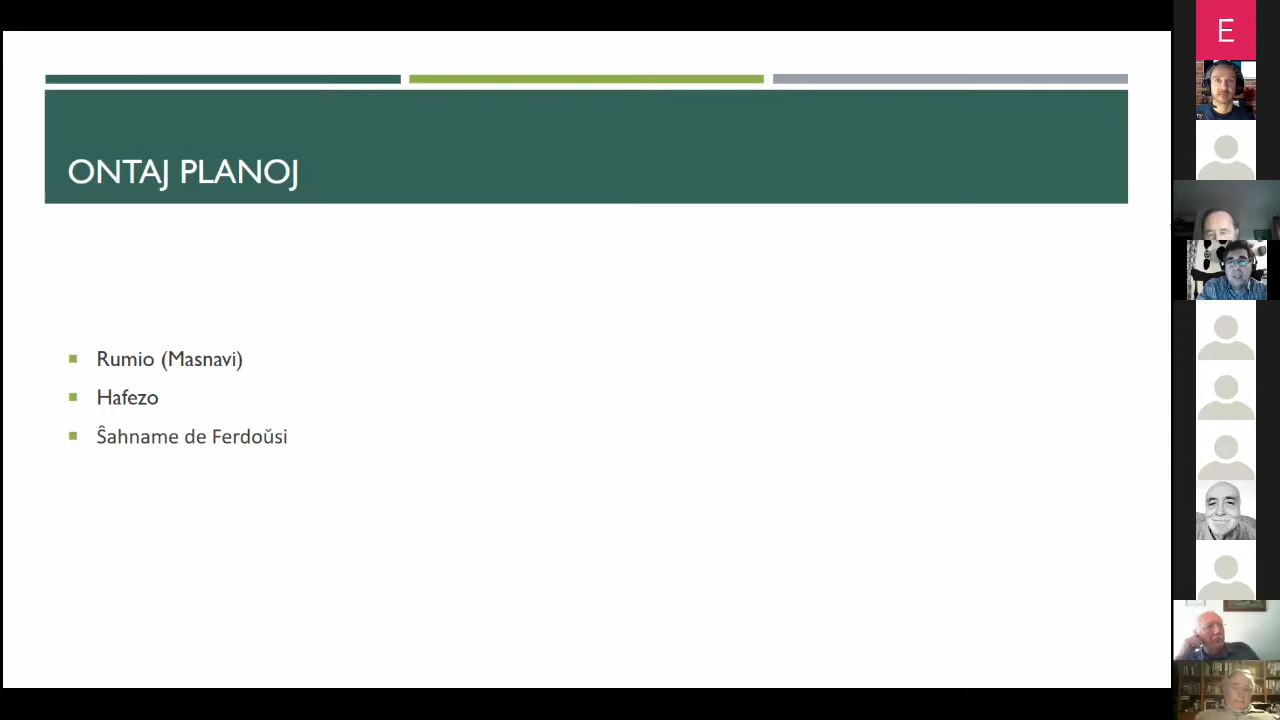 ONTAJ PLANOJ
Rumio (Masnavi)
Hafezo
Ŝahname de Ferdoŭsi
E